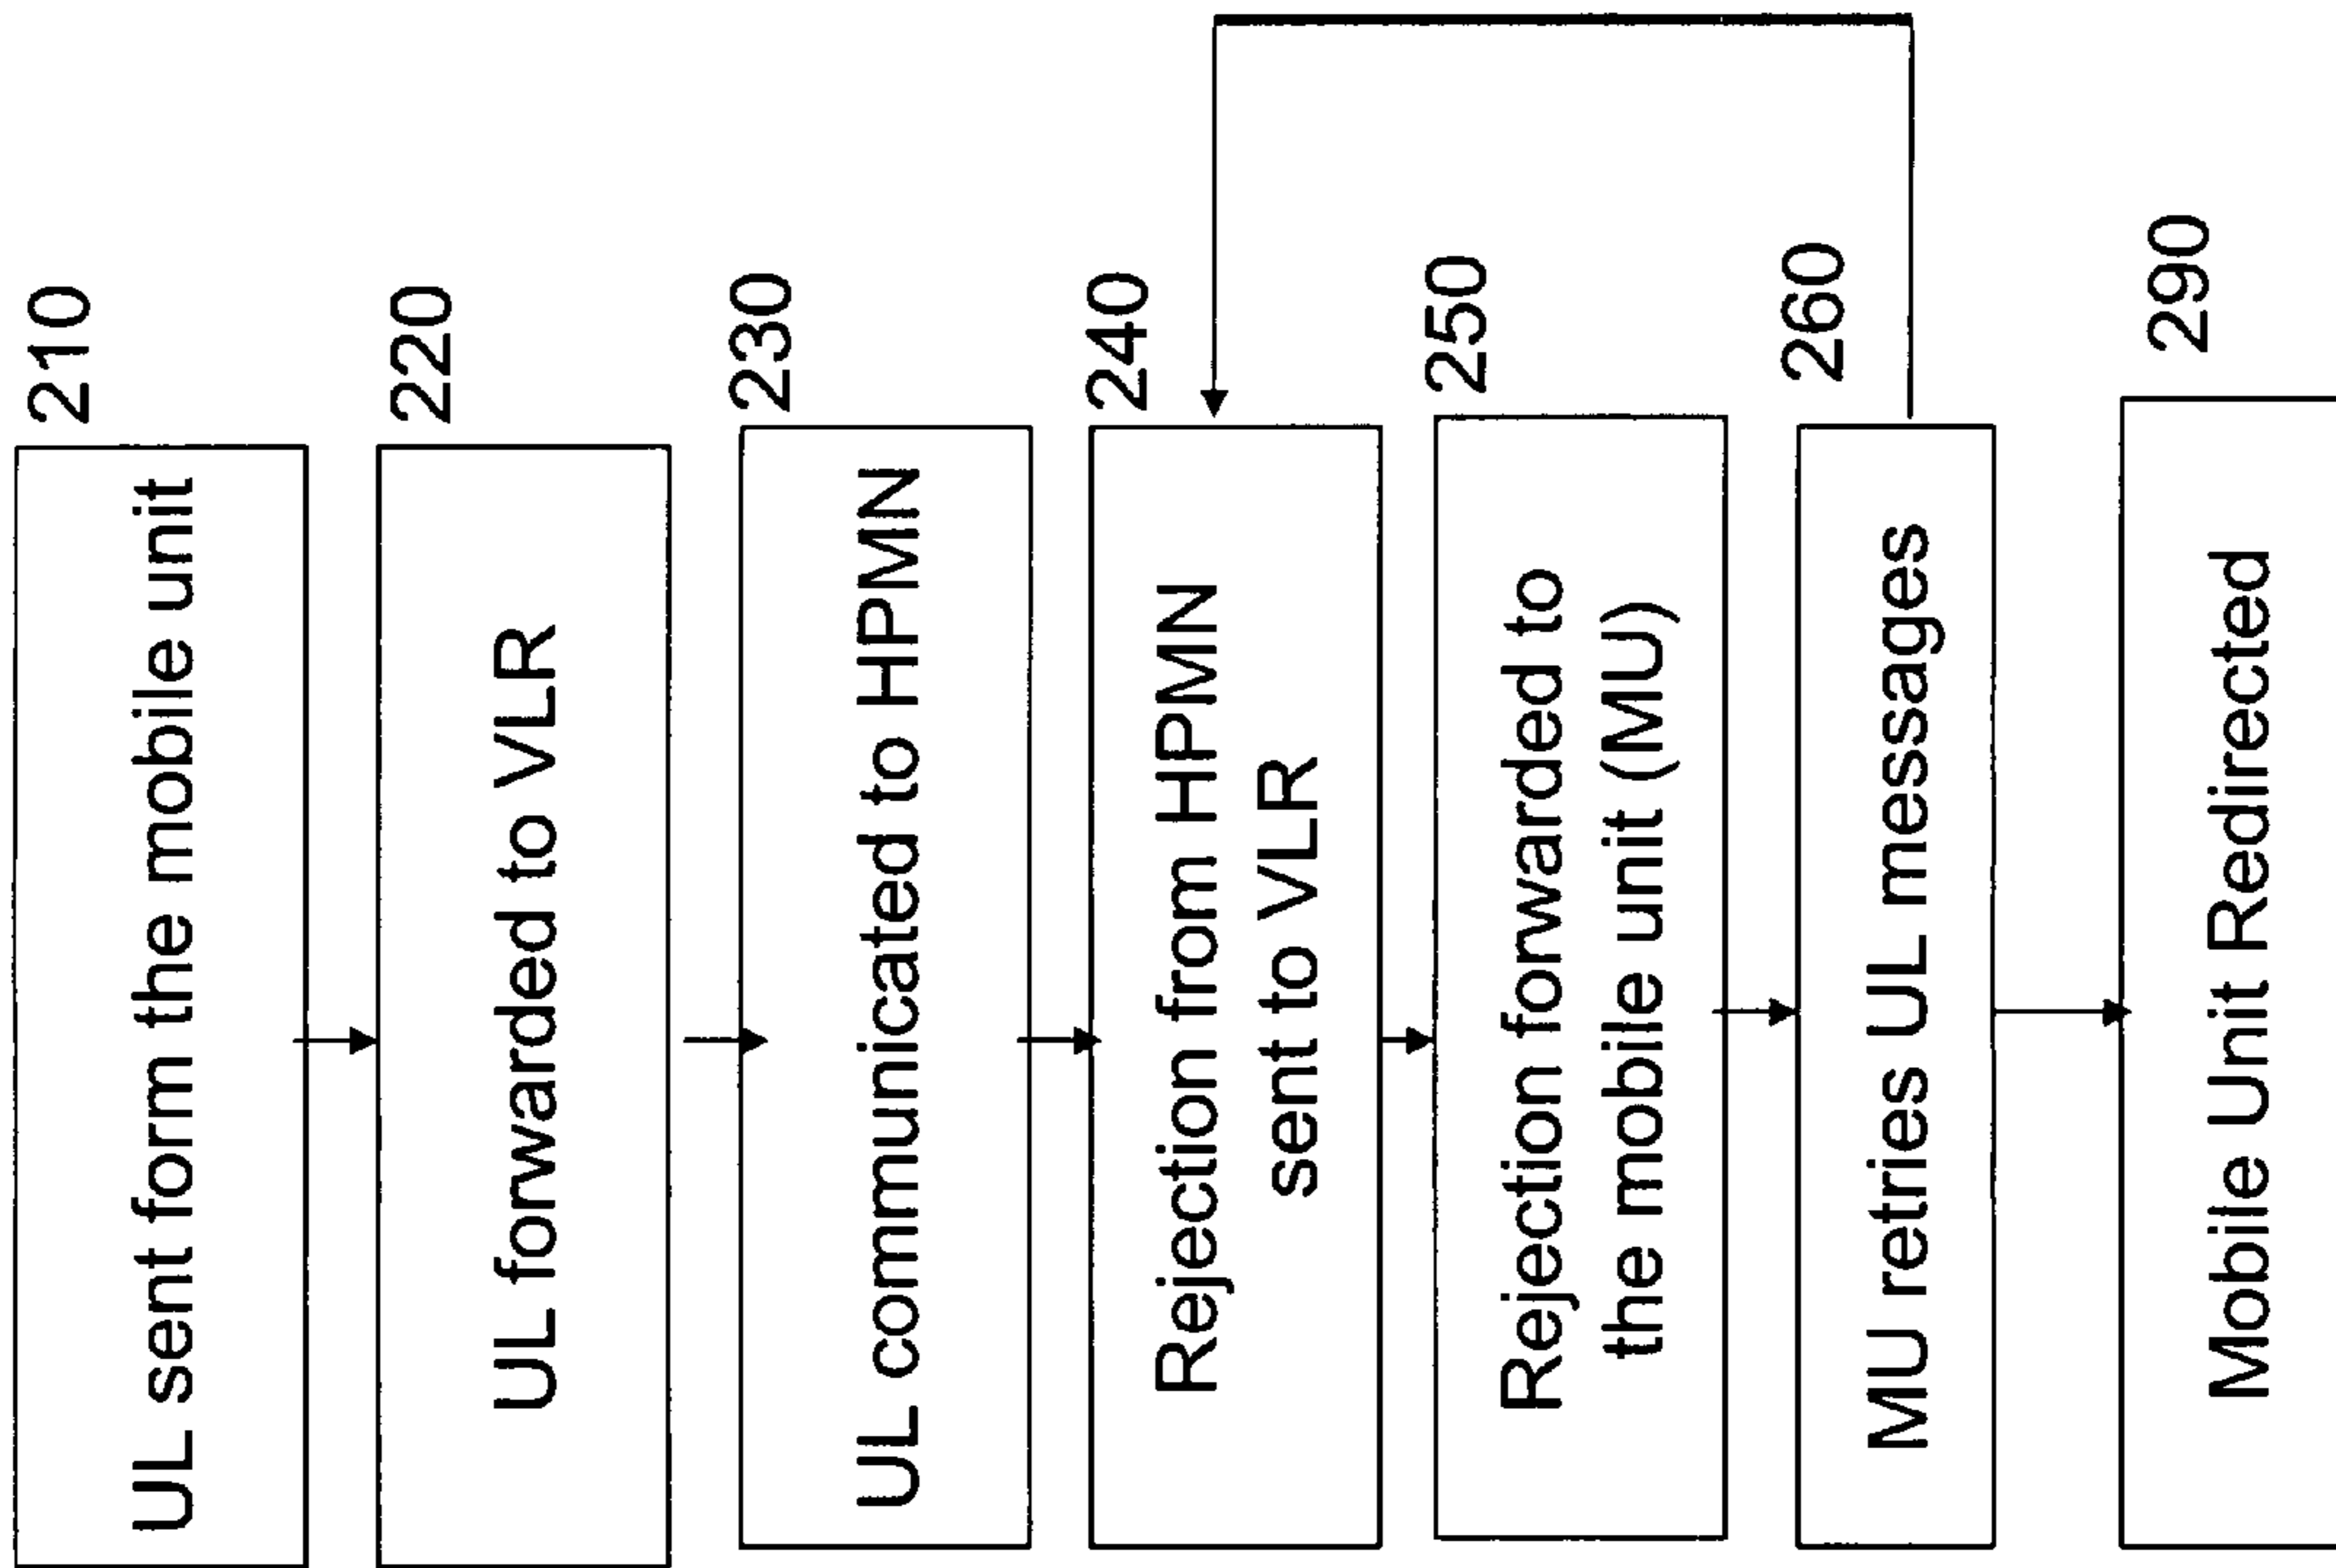 210
UL sent form the mobile unit
220
UL forwarded to VLR
230
UL communicated to HPMN
240
Rejection from HPMN
sent to VLR
250
Rejection forwarded to
the mobile unit (MU)
260
MU retries UL messages
290
Mobile Unit Redirected